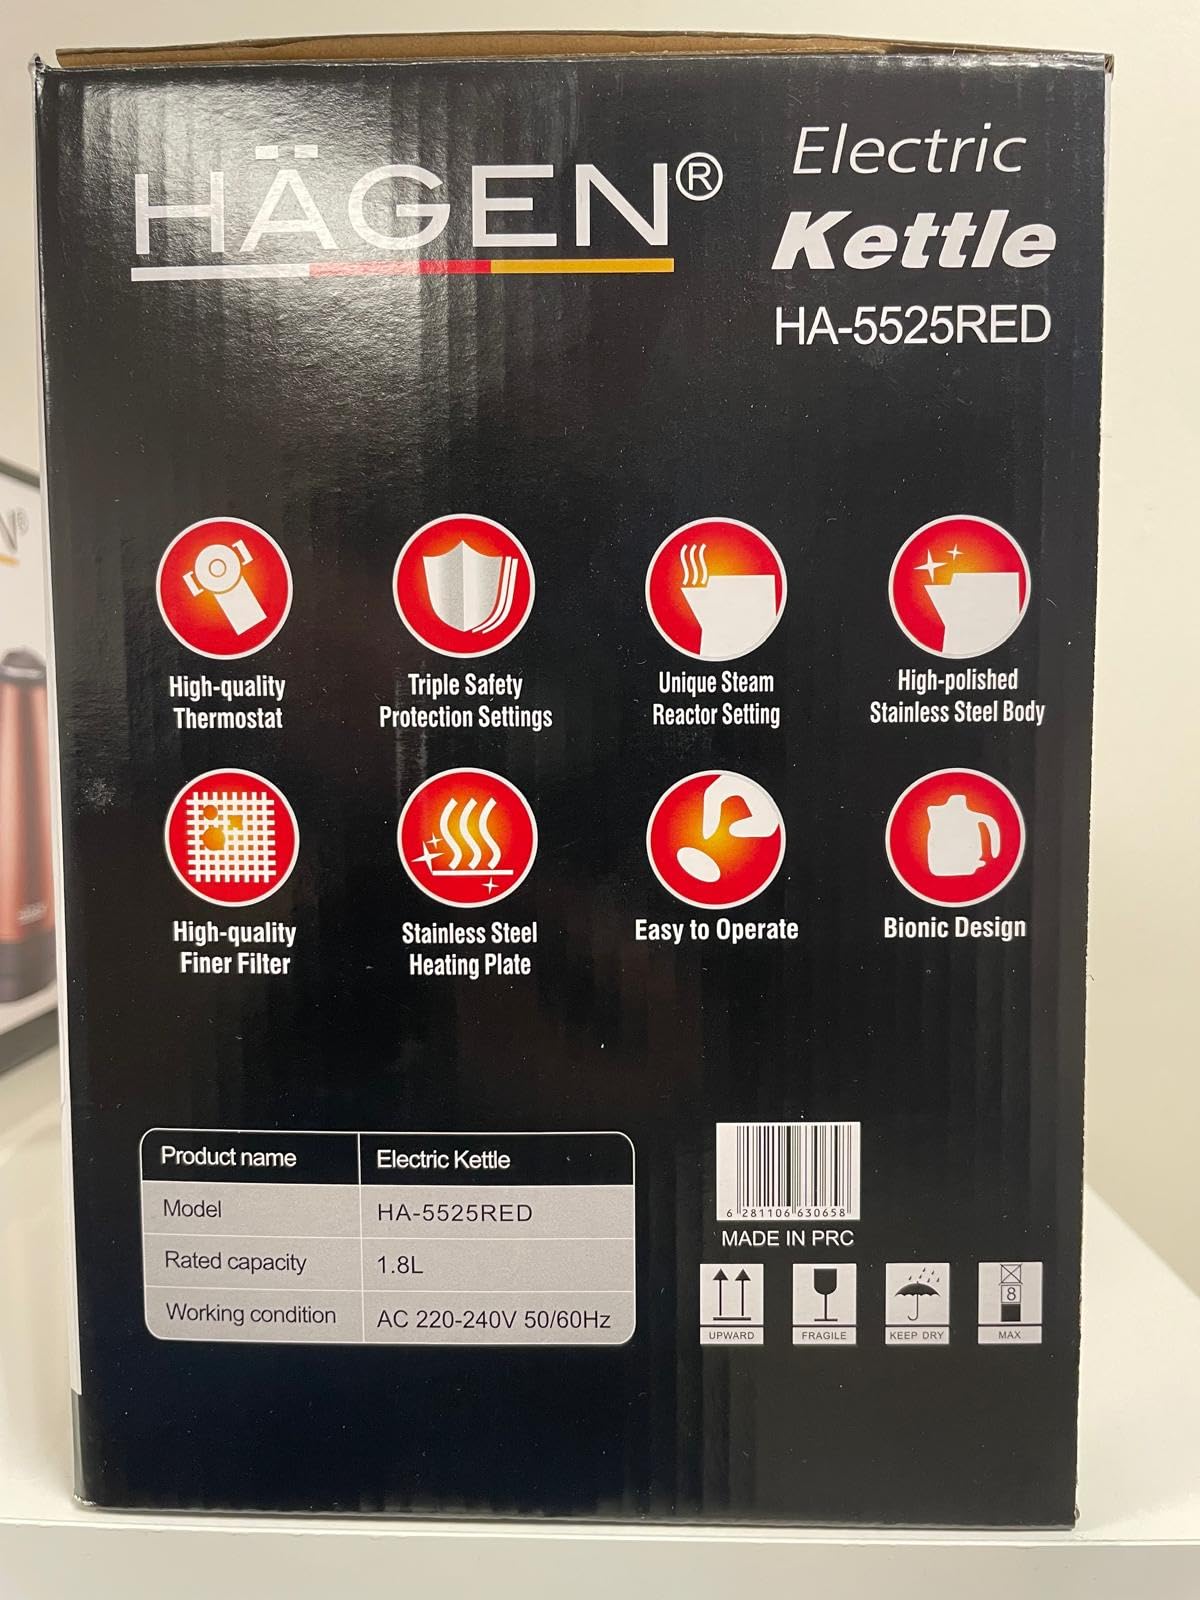 HÄGEN®
Electric
Kettle
HA-5525RED
High-quality
Thermostat
Triple Safety
Protection Settings
Unique Steam
Reactor Setting
High-polished
Stainless Steel Body
High-quality
Finer Filter
Stainless Steel
Heating Plate
Easy to Operate
Bionic Design
Product name Electric Kettle
Model HA-5525RED
Rated capacity 1.8L
Working condition AC 220-240V 50/60Hz
6 281106 630658
MADE IN PRC
8
UPWARD FRAGILE KEEP DRY MAX
N®